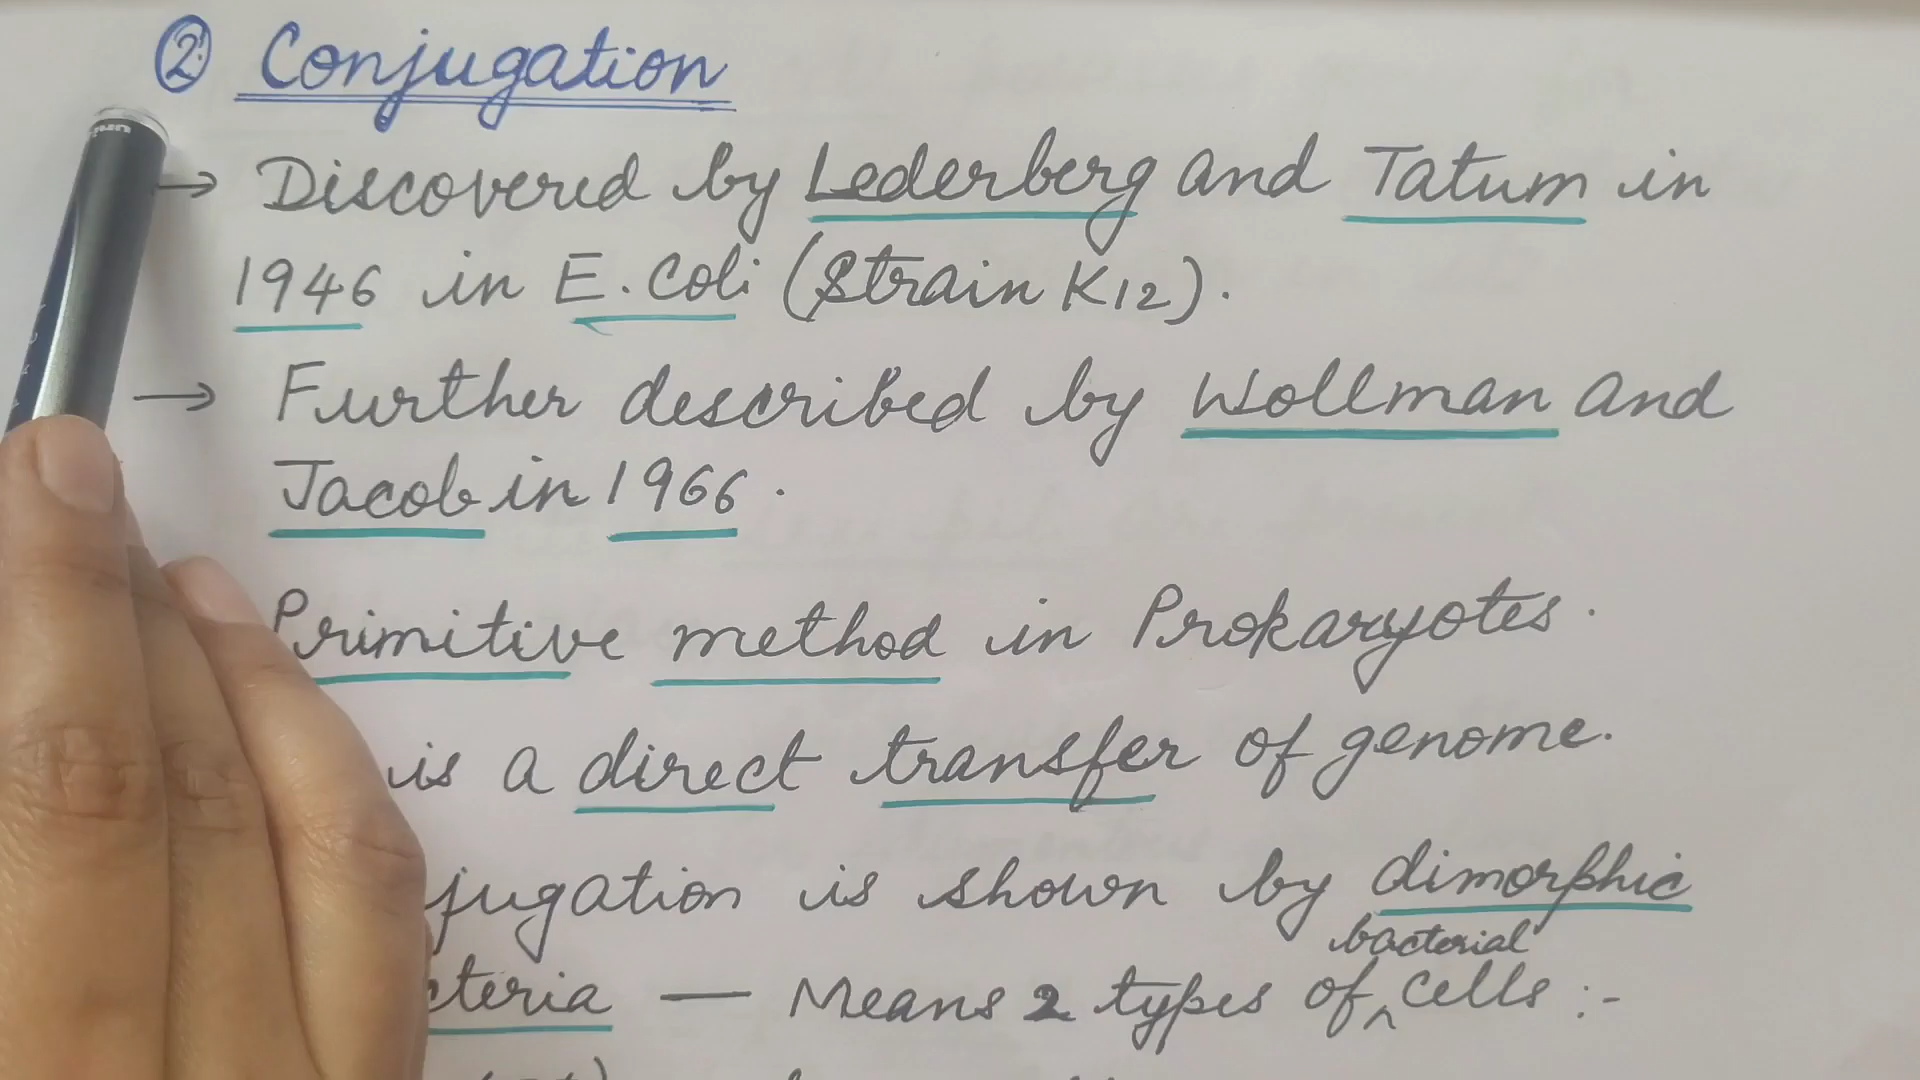 ② Conjugation
→ Discovered by Lederberg and Tatum in
1946 in E. Coli (Strain K12).
→ Further described by Wollman and
Jacob in 1966.
Primitive method in Prokaryotes.
is a direct transfer of genome.
jugation is shown by dimorphic
bacterial
cteria — Means 2 types of ^ Cells :-